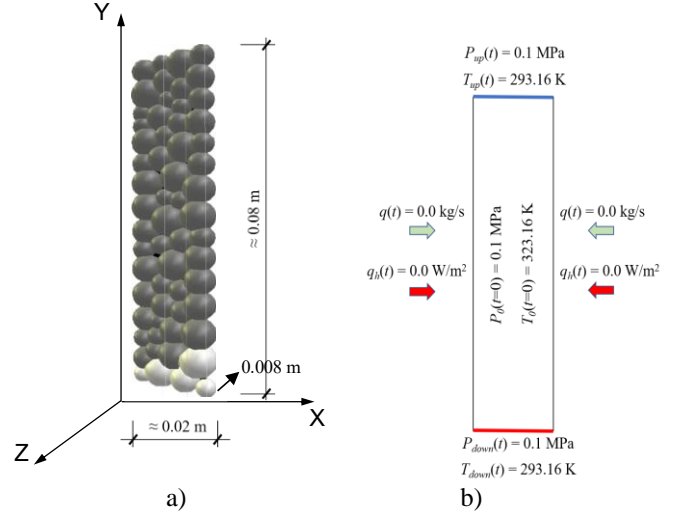 Y
≈ 0.08 m
0.008 m
X
Z
≈ 0.02 m
a)
P_up(t) = 0.1 MPa
T_up(t) = 293.16 K
q(t) = 0.0 kg/s
q(t) = 0.0 kg/s
q_h(t) = 0.0 W/m²
q_h(t) = 0.0 W/m²
P_0(t=0) = 0.1 MPa
T_0(t=0) = 323.16 K
P_down(t) = 0.1 MPa
T_down(t) = 293.16 K
b)